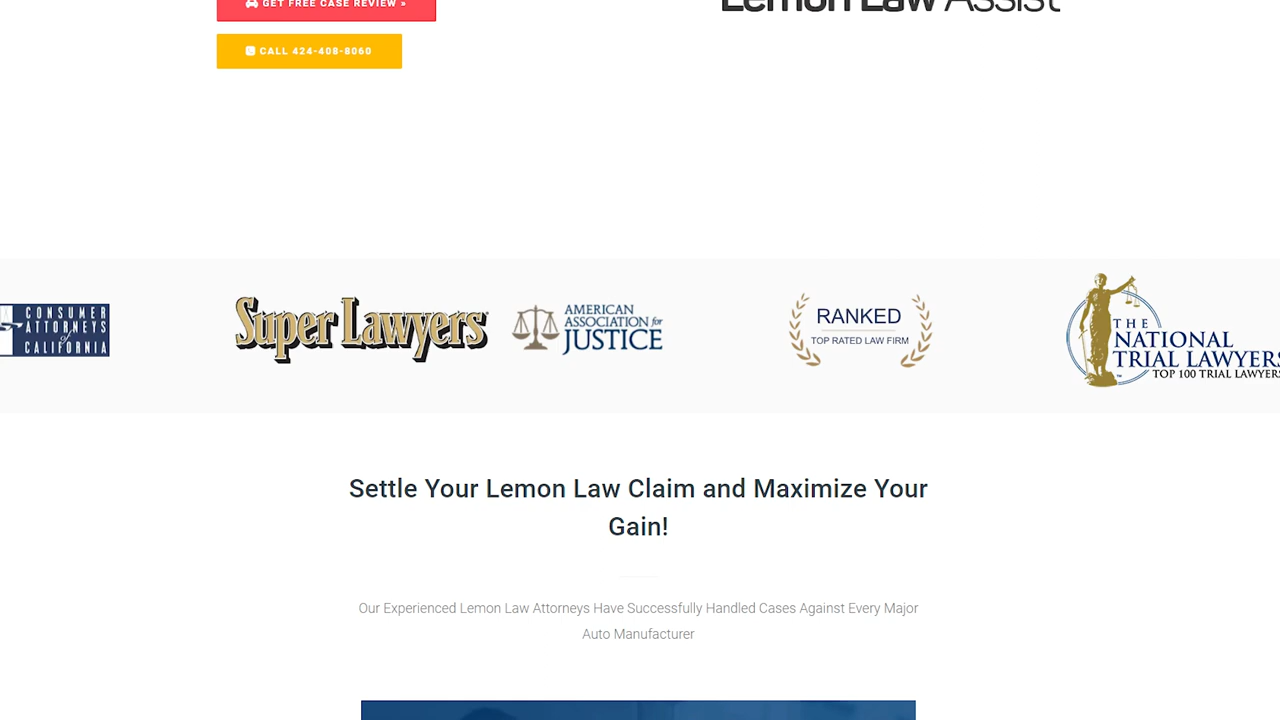 GET FREE CASE REVIEW »
Lemon Law Assist
CALL 424-408-8060
CONSUMER
ATTORNEYS
of
CALIFORNIA
Super Lawyers
AMERICAN
ASSOCIATION for
JUSTICE
RANKED
TOP RATED LAW FIRM
THE
NATIONAL
TRIAL LAWYERS
TOP 100 TRIAL LAWYERS
Settle Your Lemon Law Claim and Maximize Your
Gain!
Our Experienced Lemon Law Attorneys Have Successfully Handled Cases Against Every Major
Auto Manufacturer